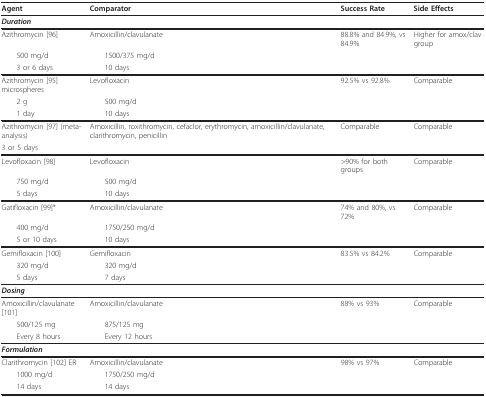 Agent Comparator Success Rate Side Effects
Duration
Azithromycin [96] Amoxicillin/clavulanate 88.8% and 84.9%, vs Higher for amox/clav
84.9% group
500 mg/d 1500/375 mg/d
3 or 6 days 10 days
Azithromycin [95] Levofloxacin 92.5% vs 92.8% Comparable
microspheres
2 g 500 mg/d
1 day 10 days
Azithromycin [97] (meta- Amoxicillin, roxithromycin, cefaclor, erythromycin, amoxicillin/clavulanate, Comparable Comparable
analysis) clarithromycin, penicillin
3 or 5 days
Levofloxacin [98] Levofloxacin >90% for both Comparable
groups
750 mg/d 500 mg/d
5 days 10 days
Gatifloxacin [99]* Amoxicillin/clavulanate 74% and 80%, vs Comparable
72%
400 mg/d 1750/250 mg/d
5 or 10 days 10 days
Gemifloxacin [100] Gemifloxacin 83.5% vs 84.2% Comparable
320 mg/d 320 mg/d
5 days 7 days
Dosing
Amoxicillin/clavulanate Amoxicillin/clavulanate 88% vs 93% Comparable
[101]
500/125 mg 875/125 mg
Every 8 hours Every 12 hours
Formulation
Clarithromycin [102] ER Amoxicillin/clavulanate 98% vs 97% Comparable
1000 mg/d 1750/250 mg/d
14 days 14 days